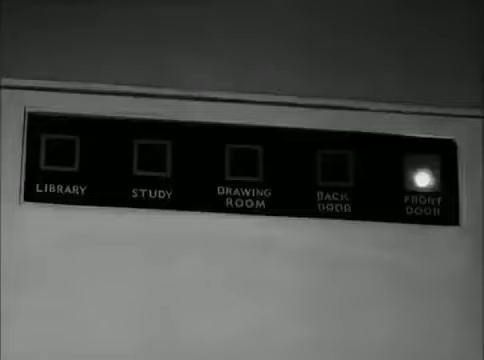 LIBRARY
STUDY
DRAWING
ROOM
BACK
DOOR
FRONT
DOOR